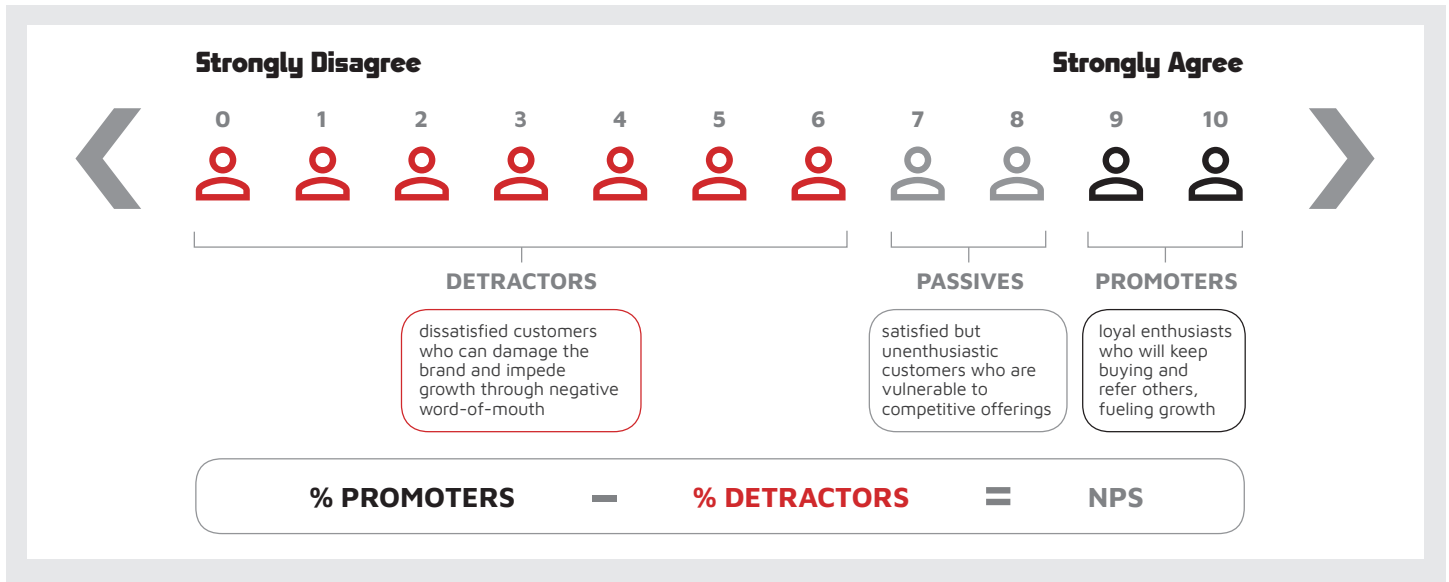 Strongly Disagree Strongly Agree
0 1 2 3 4 5 6 7 8 9 10
DETRACTORS PASSIVES PROMOTERS
dissatisfied customers
who can damage the
brand and impede
growth through negative
word-of-mouth
satisfied but
unenthusiastic
customers who are
vulnerable to
competitive offerings
loyal enthusiasts
who will keep
buying and
refer others,
fueling growth
% PROMOTERS – % DETRACTORS = NPS